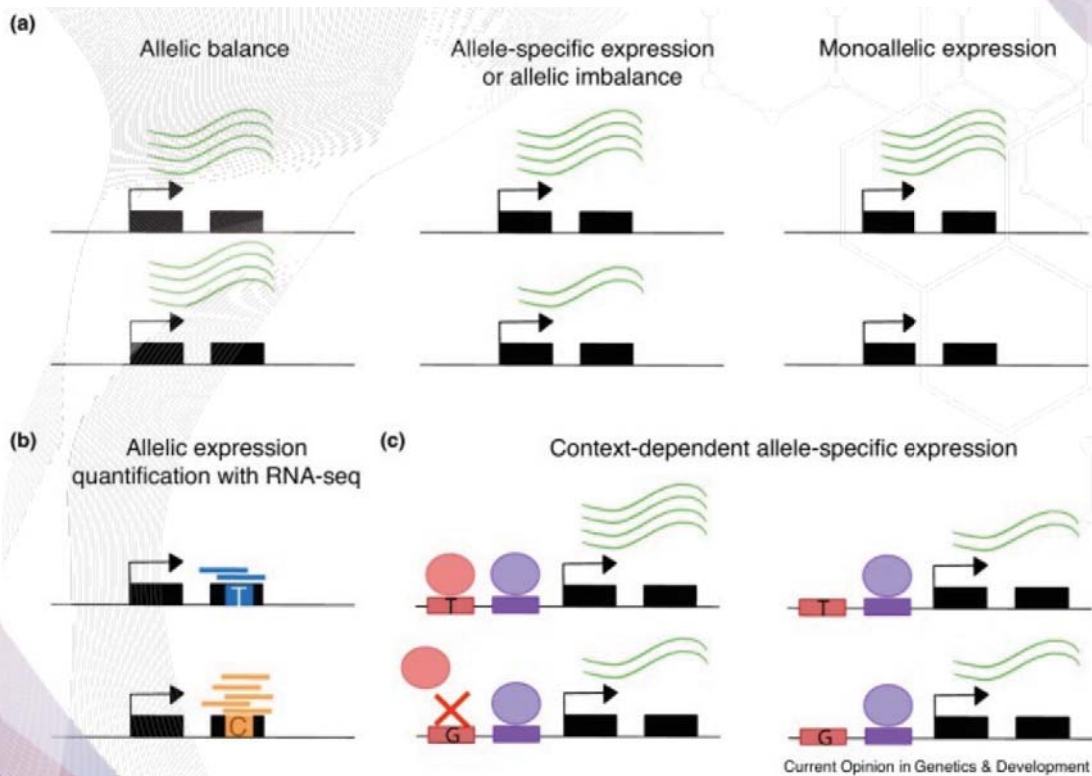 (a)
Allelic balance
Allele-specific expression
or allelic imbalance
Monoallelic expression
(b)
Allelic expression
quantification with RNA-seq
T
C
(c)
Context-dependent allele-specific expression
T
G
T
G
Current Opinion in Genetics & Development